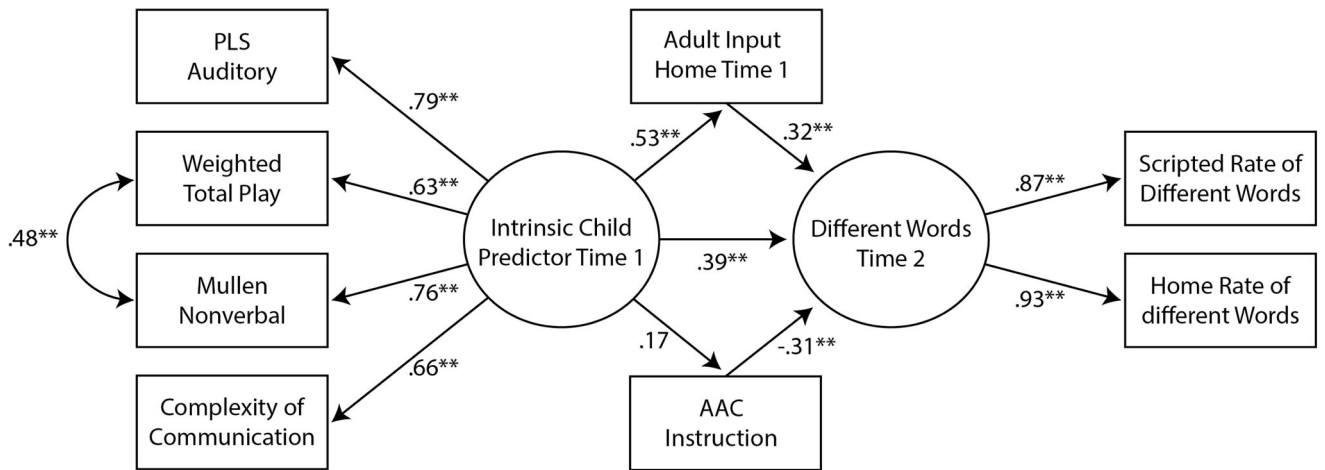 PLS
Auditory
Weighted
Total Play
Mullen
Nonverbal
Complexity of
Communication
.48**
.79**
.63**
.76**
.66**
Intrinsic Child
Predictor Time 1
Adult Input
Home Time 1
.53**
.32**
.39**
.17
-.31**
AAC
Instruction
Different Words
Time 2
.87**
.93**
Scripted Rate of
Different Words
Home Rate of
different Words